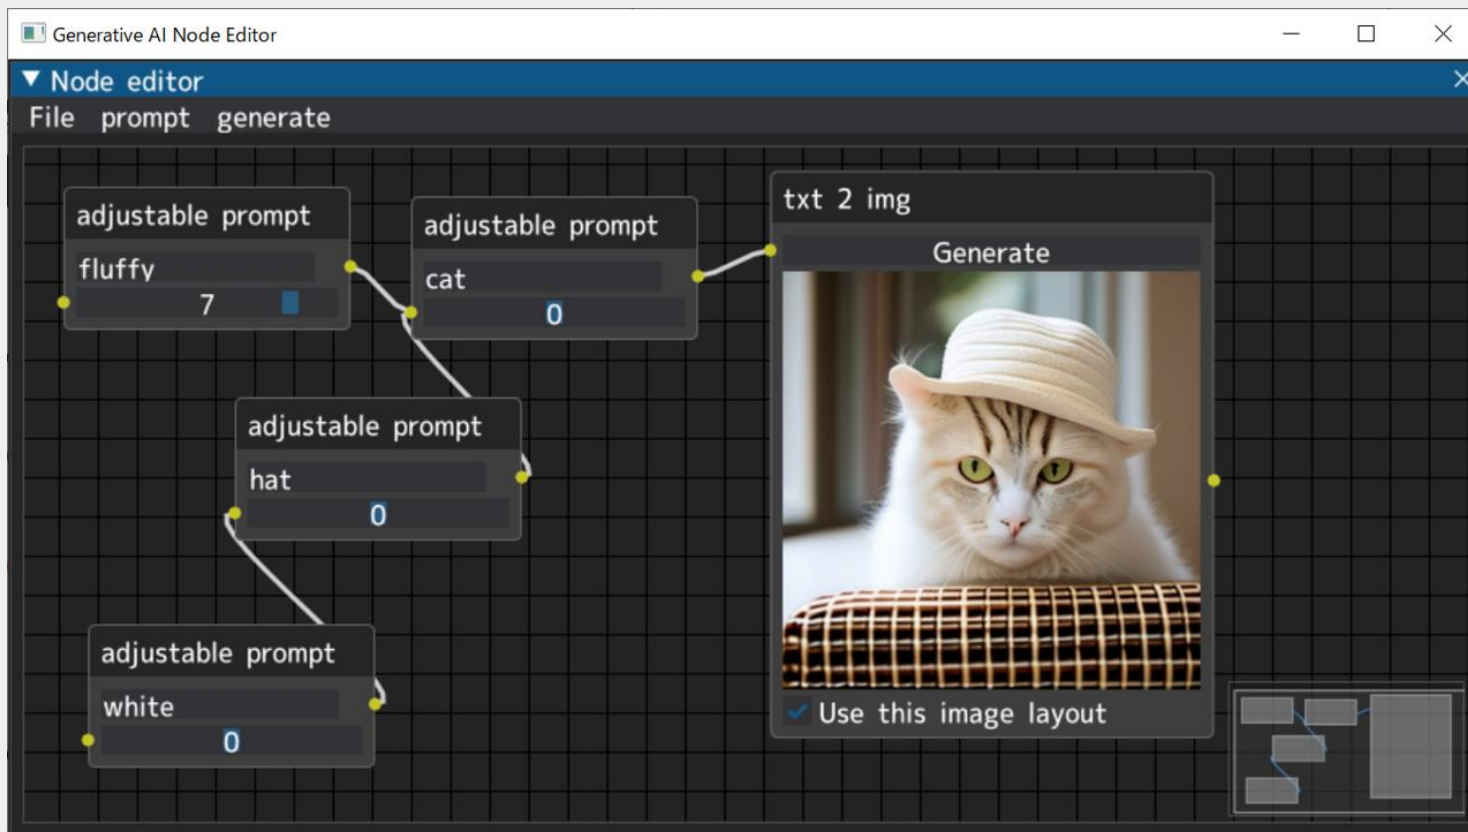 Generative AI Node Editor
Node editor
File prompt generate
adjustable prompt
fluffy
7
adjustable prompt
cat
0
adjustable prompt
hat
0
adjustable prompt
white
0
txt 2 img
Generate
Use this image layout